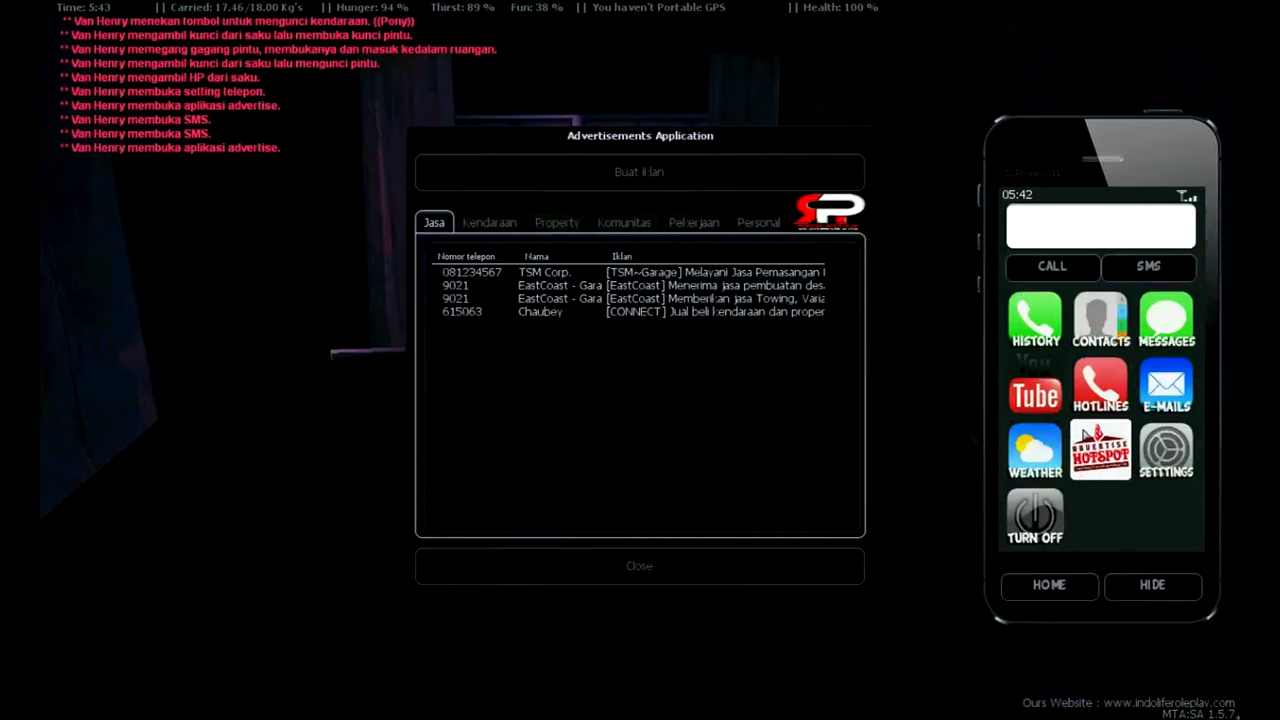 Time: 5:43 || Carried: 17.46/18.00 Kg's || Hunger: 94 % || Thirst: 89 % Fun: 38 % || You haven't Portable GPS || Health: 100 %
** Van Henry menekan tombol untuk mengunci kendaraan. ((Pony))
** Van Henry mengambil kunci dari saku lalu membuka kunci pintu.
** Van Henry memegang gagang pintu, membukanya dan masuk kedalam ruangan.
** Van Henry mengambil kunci dari saku lalu mengunci pintu.
** Van Henry mengambil HP dari saku.
** Van Henry membuka setting telepon.
** Van Henry membuka aplikasi advertise.
** Van Henry membuka SMS.
** Van Henry membuka SMS.
** Van Henry membuka aplikasi advertise.
Advertisements Application
Buat iklan
Jasa Kendaraan Property Komunitas Pekerjaan Personal
RP
Nomor telepon Nama Iklan
081234567 TSM Corp. [TSM~Garage] Melayani Jasa Pemasangan
9021 EastCoast - Gara [EastCoast] Menerima jasa pembuatan des
9021 EastCoast - Gara [EastCoast] Memberikan jasa Towing, Varia
615063 Chaubey [CONNECT] Jual beli kendaraan dan proper
Close
05:42
CALL SMS
HISTORY CONTACTS MESSAGES
You
Tube HOTLINES E-MAILS
ADVERTISE
HOTSPOT
WEATHER SETTTINGS
TURN OFF
HOME HIDE
Ours Website : www.indoliferoleplay.com
MTA:SA 1.5.7